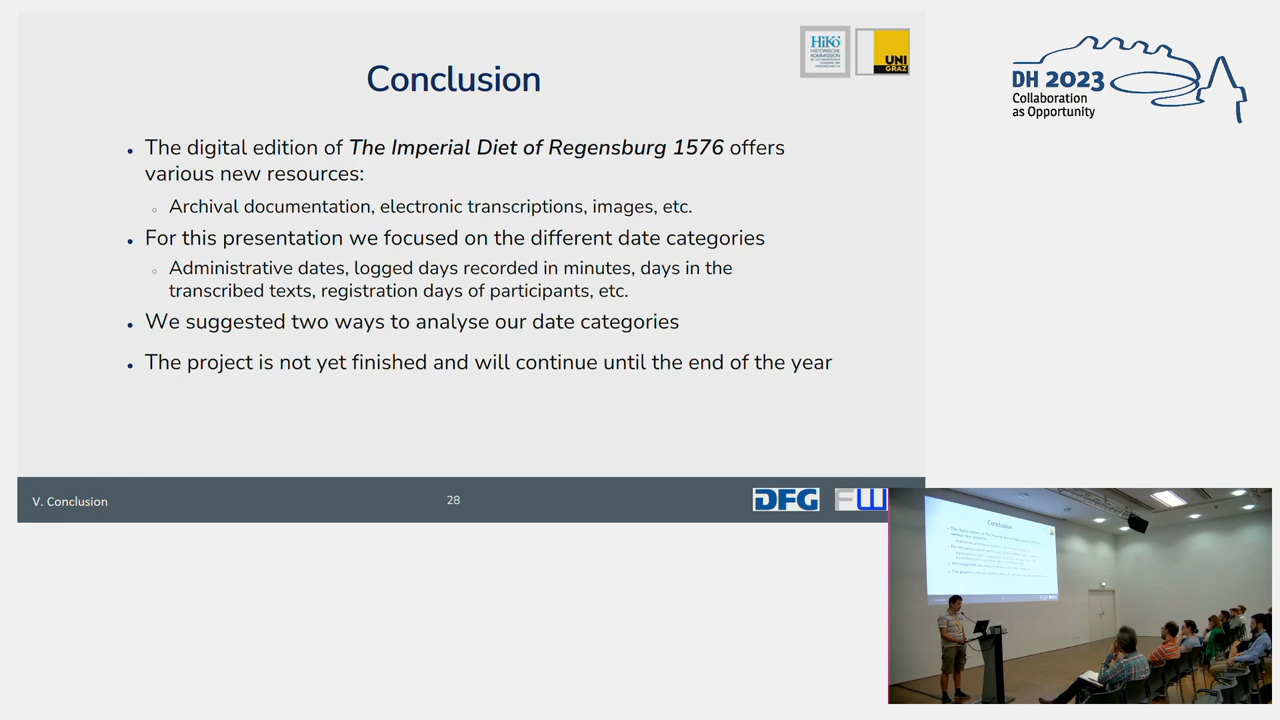 HiKo
HISTORISCHE
KOMMISSION
UNI
GRAZ
DH 2023
Collaboration
as Opportunity
Conclusion
• The digital edition of The Imperial Diet of Regensburg 1576 offers
various new resources:
◦ Archival documentation, electronic transcriptions, images, etc.
• For this presentation we focused on the different date categories
◦ Administrative dates, logged days recorded in minutes, days in the
transcribed texts, registration days of participants, etc.
• We suggested two ways to analyse our date categories
• The project is not yet finished and will continue until the end of the year
V. Conclusion
28
DFG
FW
Conclusion